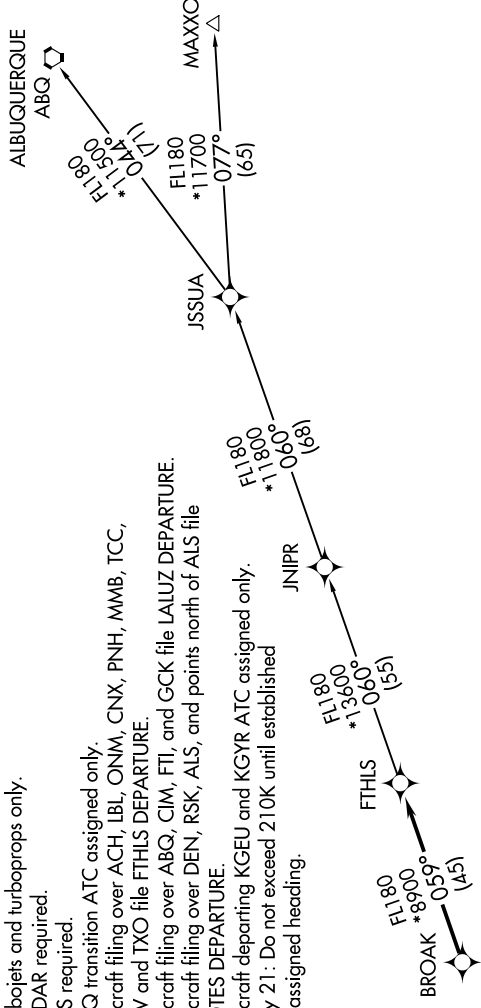 bojets and turboprops only.
DAR required.
S required.
Q transition ATC assigned only.
craft filing over ACH, LBL, ONM, CNX, PNH, MMB, TCC,
V and TXO file FTHLS DEPARTURE.
craft filing over ABQ, CIM, FTI, and GCK file LALUZ DEPARTURE.
craft filing over DEN, RSK, ALS, and points north of ALS file
TES DEPARTURE.
craft departing KGEU and KGYR ATC assigned only.
y 21: Do not exceed 210K until established
assigned heading.
ALBUQUERQUE
ABQ
FL180
*11500
044°
(71)
MAXXO
FL180
*11700
077°
(65)
JSSUA
FL180
*11800
060°
(68)
JNIPR
FL180
*13600
060°
(55)
FTHLS
FL180
*8900
059°
(45)
BROAK